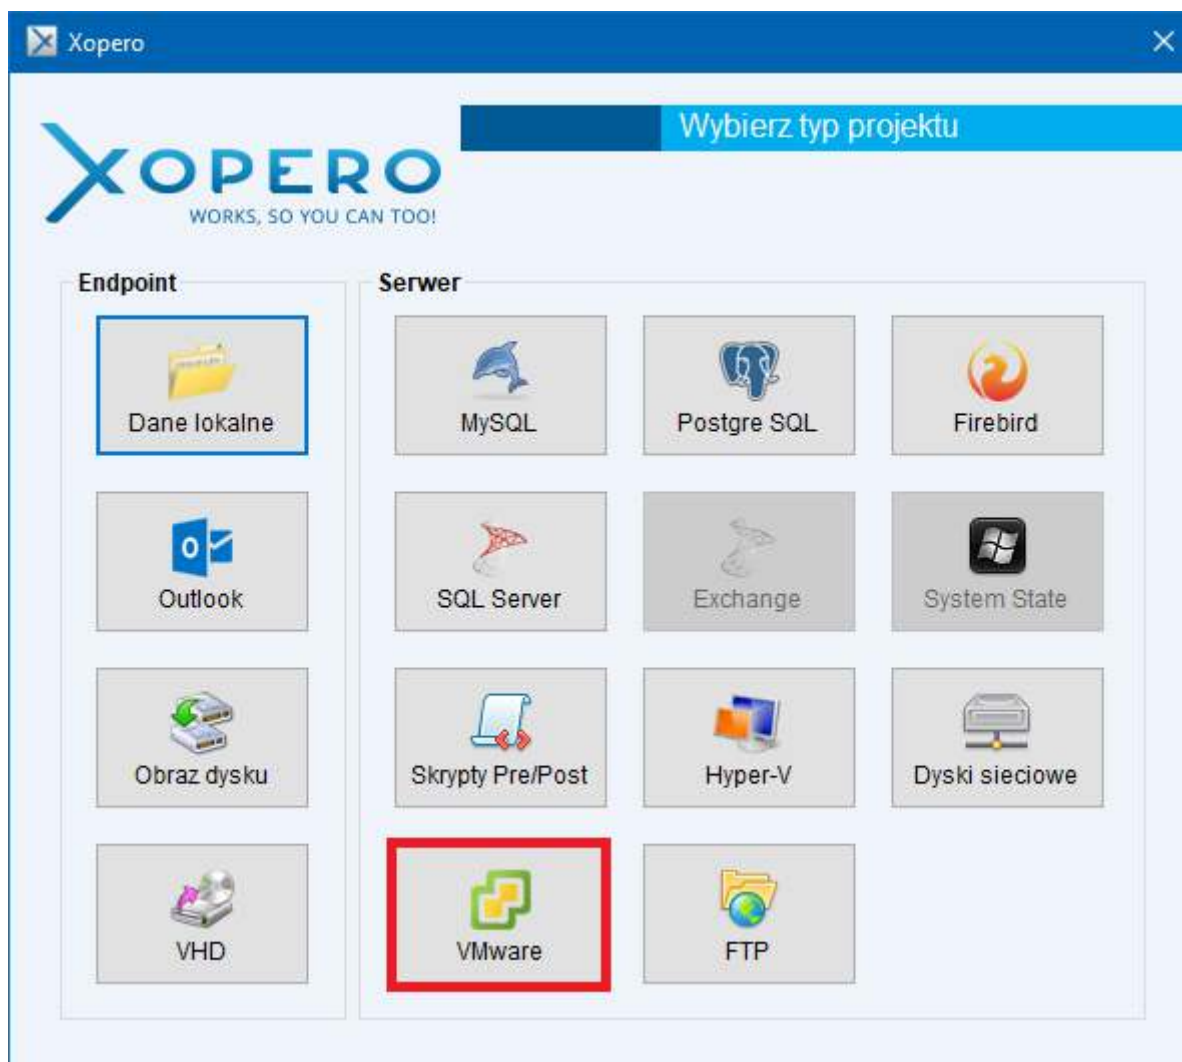 Xopero
Wybierz typ projektu
XOPERO
WORKS, SO YOU CAN TOO!
Endpoint
Serwer
Dane lokalne
MySQL
Postgre SQL
Firebird
Outlook
SQL Server
Exchange
System State
Obraz dysku
Skrypty Pre/Post
Hyper-V
Dyski sieciowe
VHD
VMware
FTP